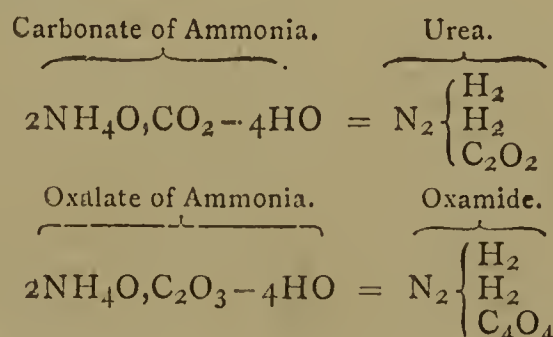 Carbonate of Ammonia. Urea.
2NH₄O,CO₂ - 4HO = N₂ { H₂
H₂
C₂O₂
Oxalate of Ammonia. Oxamide.
2NH₄O,C₂O₃ - 4HO = N₂ { H₂
H₂
C₄O₄